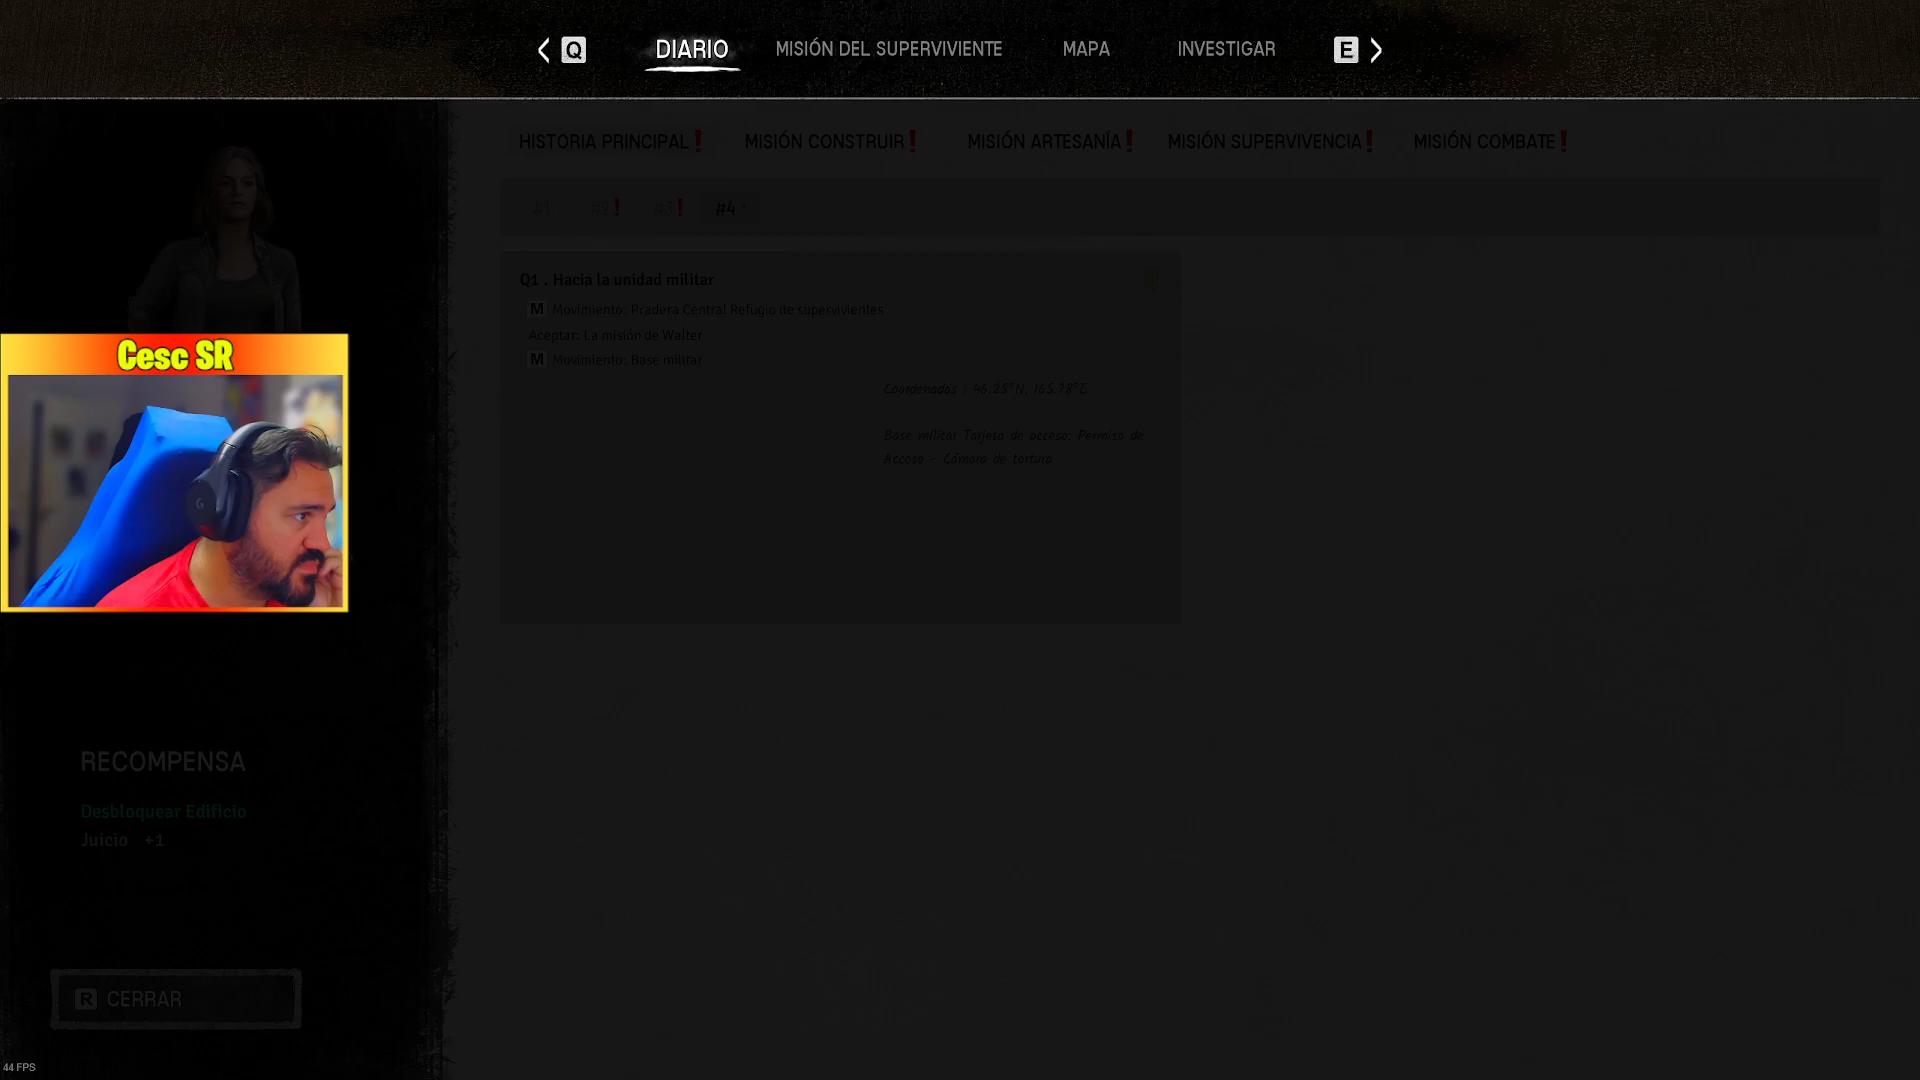 Q
DIARIO
MISIÓN DEL SUPERVIVIENTE
MAPA
INVESTIGAR
E
HISTORIA PRINCIPAL!
MISIÓN CONSTRUIR!
MISIÓN ARTESANÍA!
MISIÓN SUPERVIVENCIA!
MISIÓN COMBATE!
#1
#2!
#3!
#4
Q1 . Hacia la unidad militar
M Movimiento: Pradera Central Refugio de supervivientes
Aceptar: La misión de Walter
M Movimiento: Base militar
Coordenadas : 46.25°N, 165.78°E
Base militar Tarjeta de acceso: Permiso de
Acceso - Cámara de tortura
Cesc SR
G
RECOMPENSA
Desbloquear Edificio
Juicio +1
R CERRAR
44 FPS